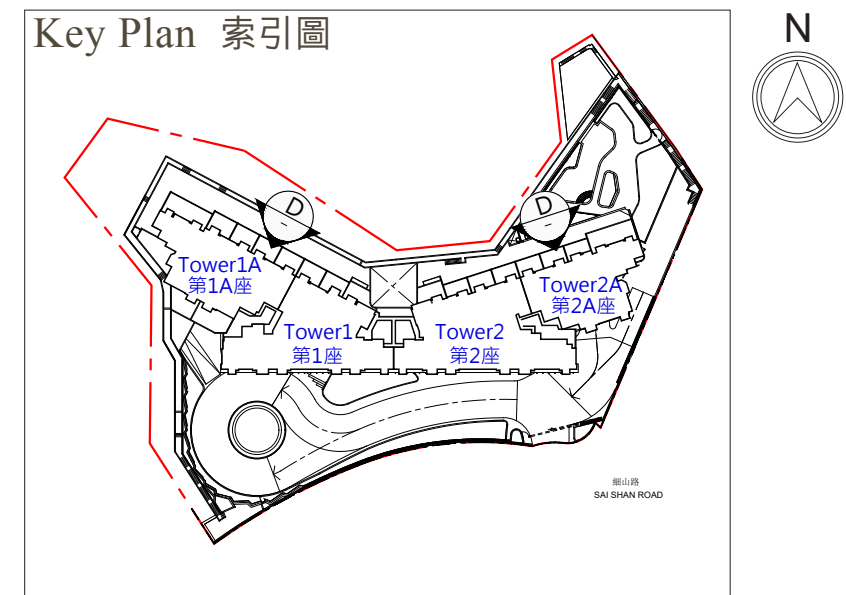 Key Plan 索引圖
N
D
-
D
-
Tower1A
第1A座
Tower2A
第2A座
Tower1
第1座
Tower2
第2座
細山路
SAI SHAN ROAD